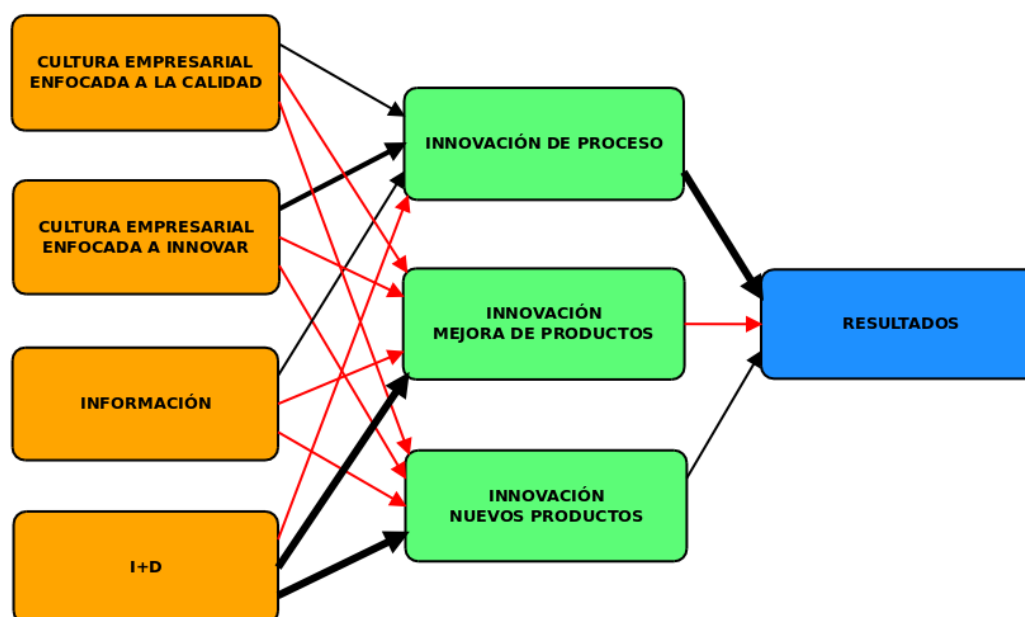 CULTURA EMPRESARIAL
ENFOCADA A LA CALIDAD
CULTURA EMPRESARIAL
ENFOCADA A INNOVAR
INFORMACIÓN
I+D
INNOVACIÓN DE PROCESO
INNOVACIÓN
MEJORA DE PRODUCTOS
INNOVACIÓN
NUEVOS PRODUCTOS
RESULTADOS